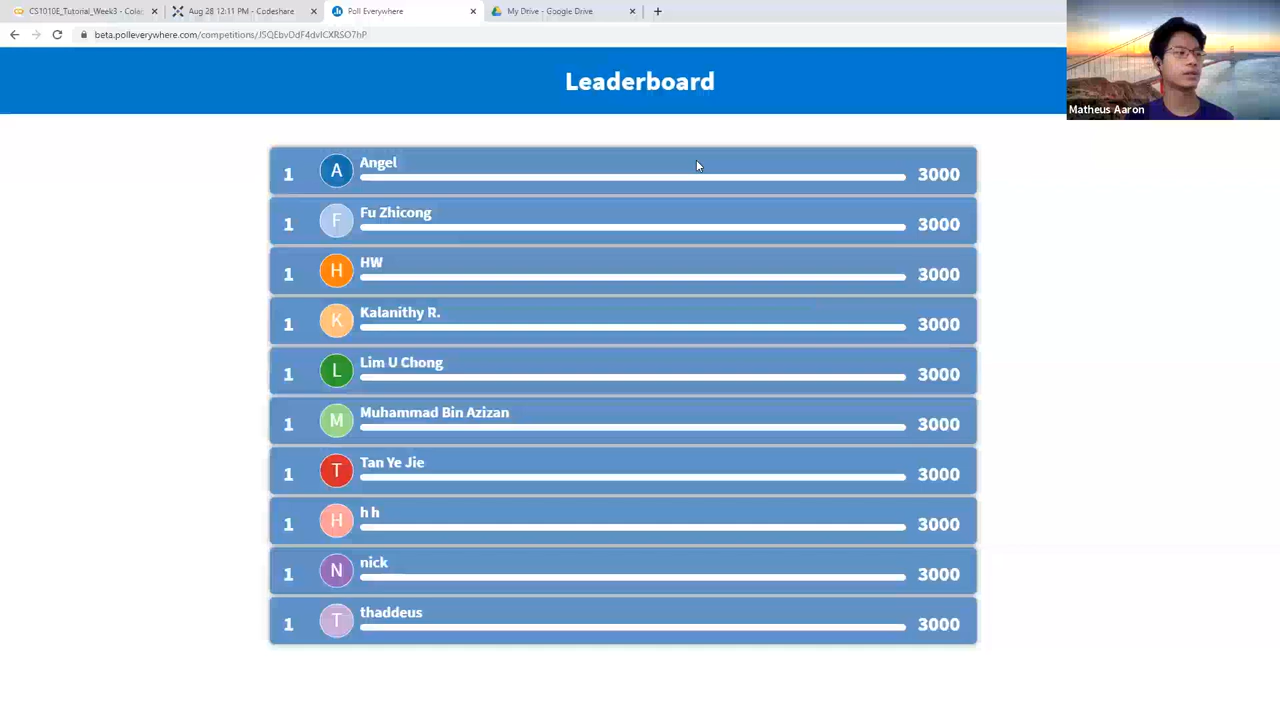 CS1010E_Tutorial_Week3 - Cola
Aug 28 12:11 PM - Codeshare
Poll Everywhere
My Drive - Google Drive
beta.polleverywhere.com/competitions/
Leaderboard
Matheus Aaron
1 A Angel 3000
1 F Fu Zhicong 3000
1 H HW 3000
1 K Kalanithy R. 3000
1 L Lim U Chong 3000
1 M Muhammad Bin Azizan 3000
1 T Tan Ye Jie 3000
1 H h h 3000
1 N nick 3000
1 T thaddeus 3000